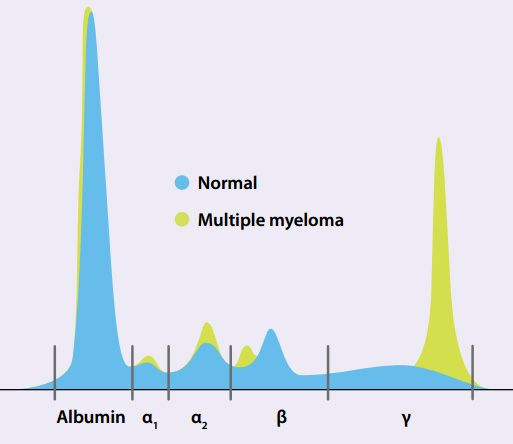 Normal
Multiple myeloma
Albumin α₁ α₂ β γ